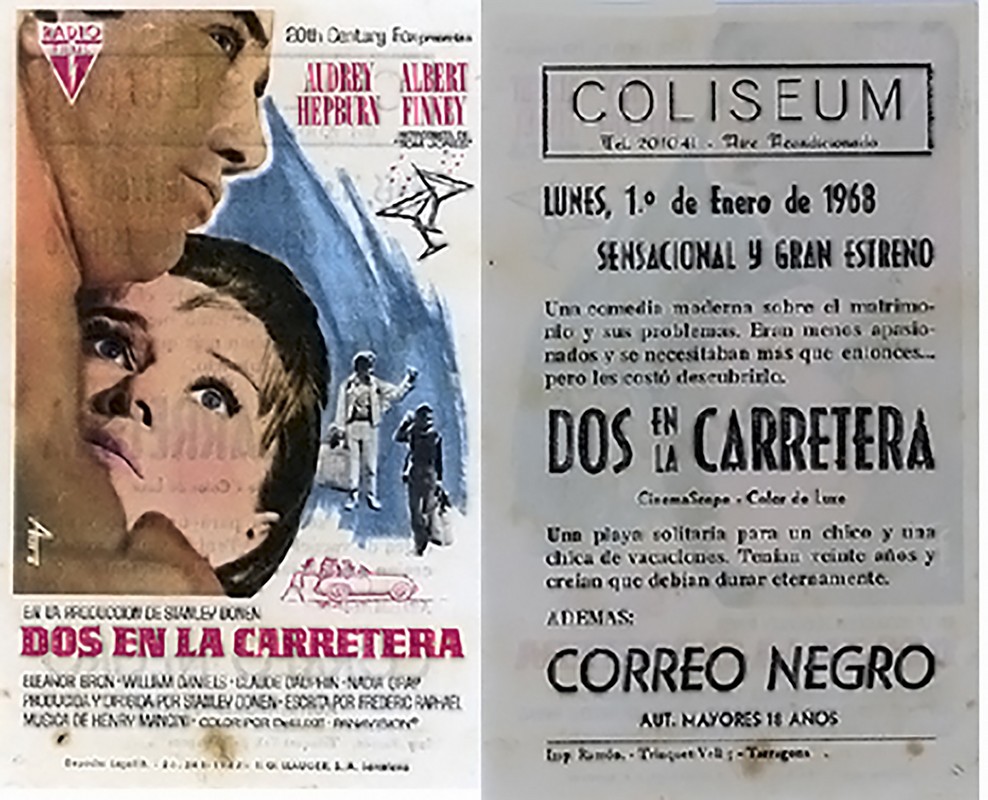 RADIO
FILMS
20th Century Fox presenta
AUDREY ALBERT
HEPBURN FINNEY
EN LA PRODUCCION DE STANLEY DONEN
DOS EN LA CARRETERA
ELEANOR BRON · WILLIAM DANIELS · CLAUDE DAUPHIN · NADIA GRAY
PRODUCIDA Y DIRIGIDA POR STANLEY DONEN · ESCRITA POR FREDERIC RAPHAEL
MUSICA DE HENRY MANCINI · COLOR POR DELUXE · PANAVISION®
COLISEUM
Tel. 201041 - Aire Acondicionado
LUNES, 1.º de Enero de 1968
SENSACIONAL Y GRAN ESTRENO
Una comedia moderna sobre el matrimo-
nio y sus problemas. Eran menos apasio-
nados y se necesitaban más que entonces...
pero les costó descubrirlo.
DOS EN LA CARRETERA
CinemaScope - Color de Luxe
Una playa solitaria para un chico y una
chica de vacaciones. Tenían veinte años y
creían que debían durar eternamente.
ADEMAS:
CORREO NEGRO
AUT. MAYORES 18 AÑOS
Imp. Ramón. - Trinquet Vell - Tarragona